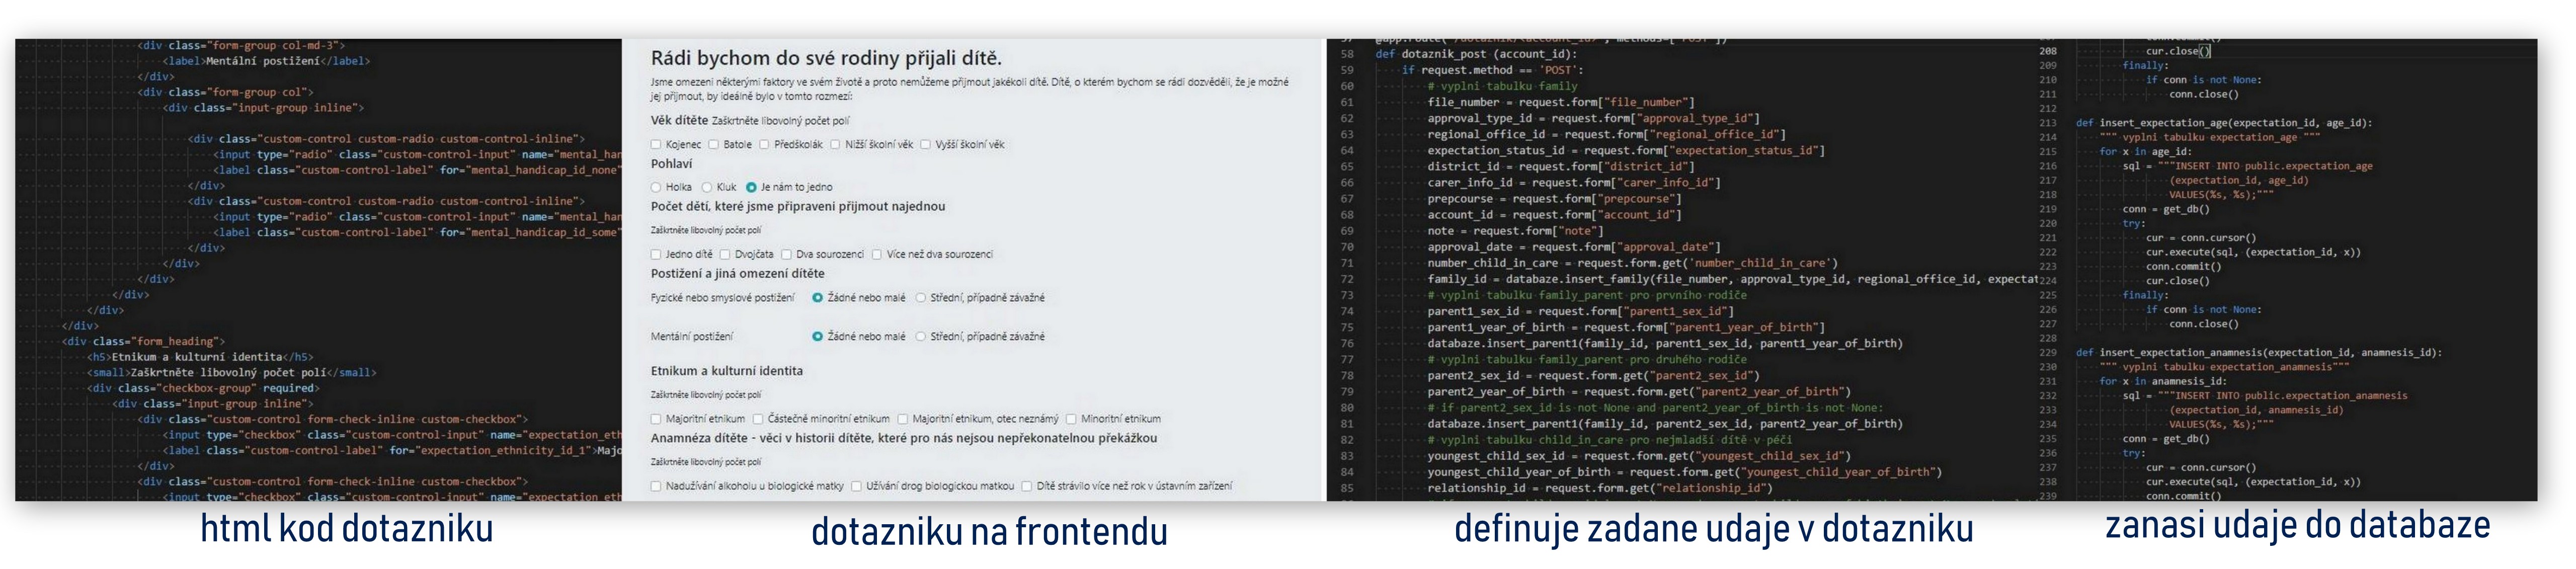 <div class="form-group col-md-3">
<label>Mentální postižení</label>
</div>
<div class="form-group col">
<div class="input-group inline">
<div class="custom-control custom-radio custom-control-inline">
<input type="radio" class="custom-control-input" name="mental_han
<label class="custom-control-label" for="mental_handicap_id_none"
</div>
<div class="custom-control custom-radio custom-control-inline">
<input type="radio" class="custom-control-input" name="mental_han
<label class="custom-control-label" for="mental_handicap_id_some"
</div>
</div>
</div>
</div>
</div>
</div>
<div class="form_heading">
<h5>Etnikum a kulturní identita</h5>
<small>Zaškrtněte libovolný počet polí</small>
<div class="checkbox-group" required>
<div class="input-group inline">
<div class="custom-control form-check-inline custom-checkbox">
<input type="checkbox" class="custom-control-input" name="expectation_eth
<label class="custom-control-label" for="expectation_ethnicity_id_1">Majo
</div>
<div class="custom-control form-check-inline custom-checkbox">
<input type="checkbox" class="custom-control-input" name="expectation_eth
html kod dotazniku
Rádi bychom do své rodiny přijali dítě.
Jsme omezeni některými faktory ve svém životě a proto nemůžeme přijmout jakékoli dítě. Dítě, o kterém bychom se rádi dozvěděli, že je možné
jej přijmout, by ideálně bylo v tomto rozmezí:
Věk dítěte Zaškrtněte libovolný počet polí
Kojenec Batole Předškolák Nižší školní věk Vyšší školní věk
Pohlaví
Holka Kluk Je nám to jedno
Počet dětí, které jsme připraveni přijmout najednou
Zaškrtněte libovolný počet polí
Jedno dítě Dvojčata Dva sourozenci Více než dva sourozenci
Postižení a jiná omezení dítěte
Fyzické nebo smyslové postižení Žádné nebo malé Střední, případně závažné
Mentální postižení Žádné nebo malé Střední, případně závažné
Etnikum a kulturní identita
Zaškrtněte libovolný počet polí
Majoritní etnikum Částečně minoritní etnikum Majoritní etnikum, otec neznámý Minoritní etnikum
Anamnéza dítěte - věci v historii dítěte, které pro nás nejsou nepřekonatelnou překážkou
Zaškrtněte libovolný počet polí
Nadužívání alkoholu u biologické matky Užívání drog biologickou matkou Dítě strávilo více než rok v ústavním zařízení
dotazniku na frontendu
57 @app.route("/dotaznik/<account_id>", methods=["POST"])
58 def dotaznik_post (account_id):
59 if request.method == 'POST':
60 # vyplní tabulku family
61 file_number = request.form["file_number"]
62 approval_type_id = request.form["approval_type_id"]
63 regional_office_id = request.form["regional_office_id"]
64 expectation_status_id = request.form["expectation_status_id"]
65 district_id = request.form["district_id"]
66 carer_info_id = request.form["carer_info_id"]
67 prepcourse = request.form["prepcourse"]
68 account_id = request.form["account_id"]
69 note = request.form["note"]
70 approval_date = request.form["approval_date"]
71 number_child_in_care = request.form.get('number_child_in_care')
72 family_id = databaze.insert_family(file_number, approval_type_id, regional_office_id, expectat
73 # vyplní tabulku family_parent pro prvního rodiče
74 parent1_sex_id = request.form["parent1_sex_id"]
75 parent1_year_of_birth = request.form["parent1_year_of_birth"]
76 databaze.insert_parent1(family_id, parent1_sex_id, parent1_year_of_birth)
77 # vyplní tabulku family_parent pro druhého rodiče
78 parent2_sex_id = request.form.get("parent2_sex_id")
79 parent2_year_of_birth = request.form.get("parent2_year_of_birth")
80 # if parent2_sex_id is not None and parent2_year_of_birth is not None:
81 databaze.insert_parent1(family_id, parent2_sex_id, parent2_year_of_birth)
82 # vyplní tabulku child_in_care pro nejmladší dítě v péči
83 youngest_child_sex_id = request.form.get("youngest_child_sex_id")
84 youngest_child_year_of_birth = request.form.get("youngest_child_year_of_birth")
85 relationship_id = request.form.get("relationship_id")
definuje zadane udaje v dotazniku
207 conn.commit()
208 cur.close()
209 finally:
210 if conn is not None:
211 conn.close()
212
213 def insert_expectation_age(expectation_id, age_id):
214 """ vyplní tabulku expectation_age """
215 for x in age_id:
216 sql = """INSERT INTO public.expectation_age
217 (expectation_id, age_id)
218 VALUES(%s, %s);"""
219 conn = get_db()
220 try:
221 cur = conn.cursor()
222 cur.execute(sql, (expectation_id, x))
223 conn.commit()
224 cur.close()
225 finally:
226 if conn is not None:
227 conn.close()
228
229 def insert_expectation_anamnesis(expectation_id, anamnesis_id):
230 """ vyplní tabulku expectation_anamnesis"""
231 for x in anamnesis_id:
232 sql = """INSERT INTO public.expectation_anamnesis
233 (expectation_id, anamnesis_id)
234 VALUES(%s, %s);"""
235 conn = get_db()
236 try:
237 cur = conn.cursor()
238 cur.execute(sql, (expectation_id, x))
239 conn.commit()
zanasi udaje do databaze